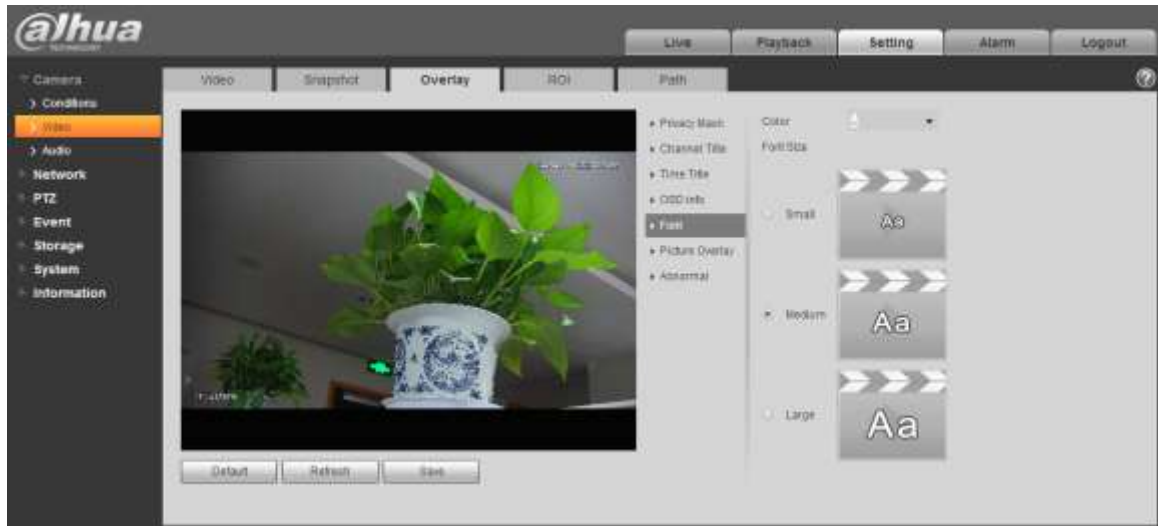 alhua
TECHNOLOGY
Live
Playback
Setting
Alarm
Logout
Camera
Conditions
Video
Audio
Network
PTZ
Event
Storage
System
Information
Video
Snapshot
Overlay
ROI
Path
Privacy Mask
Channel Title
Time Title
OSD Info
Font
Picture Overlay
Abnormal
Color
Font Size
Small
Aa
Medium
Aa
Large
Aa
Default
Refresh
Save